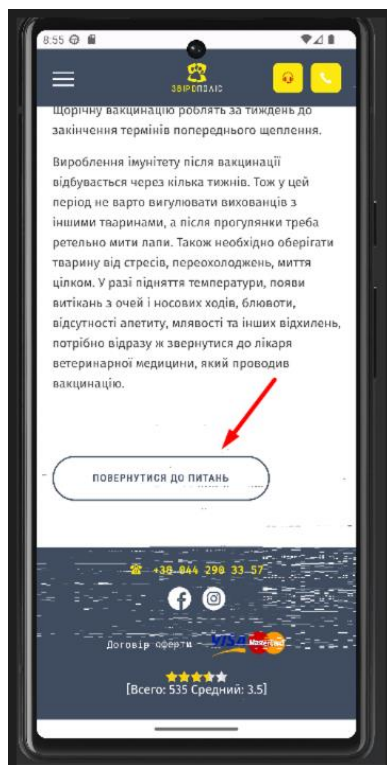 8:55
ЗВІРОПОЛІС
Щорічну вакцинацію роблять за тиждень до
закінчення термінів попереднього щеплення.
Вироблення імунітету після вакцинації
відбувається через кілька тижнів. Тож у цей
період не варто вигулювати вихованців з
іншими тваринами, а після прогулянки треба
ретельно мити лапи. Також необхідно оберігати
тварину від стресів, переохолоджень, миття
цілком. У разі підняття температури, появи
витікань з очей і носових ходів, блювоти,
відсутності апетиту, млявості та інших відхилень,
потрібно відразу ж звернутися до лікаря
ветеринарної медицини, який проводив
вакцинацію.
ПОВЕРНУТИСЯ ДО ПИТАНЬ
+38 044 290 33 57
Договір оферти VISA MasterCard
[Всего: 535 Средний: 3.5]